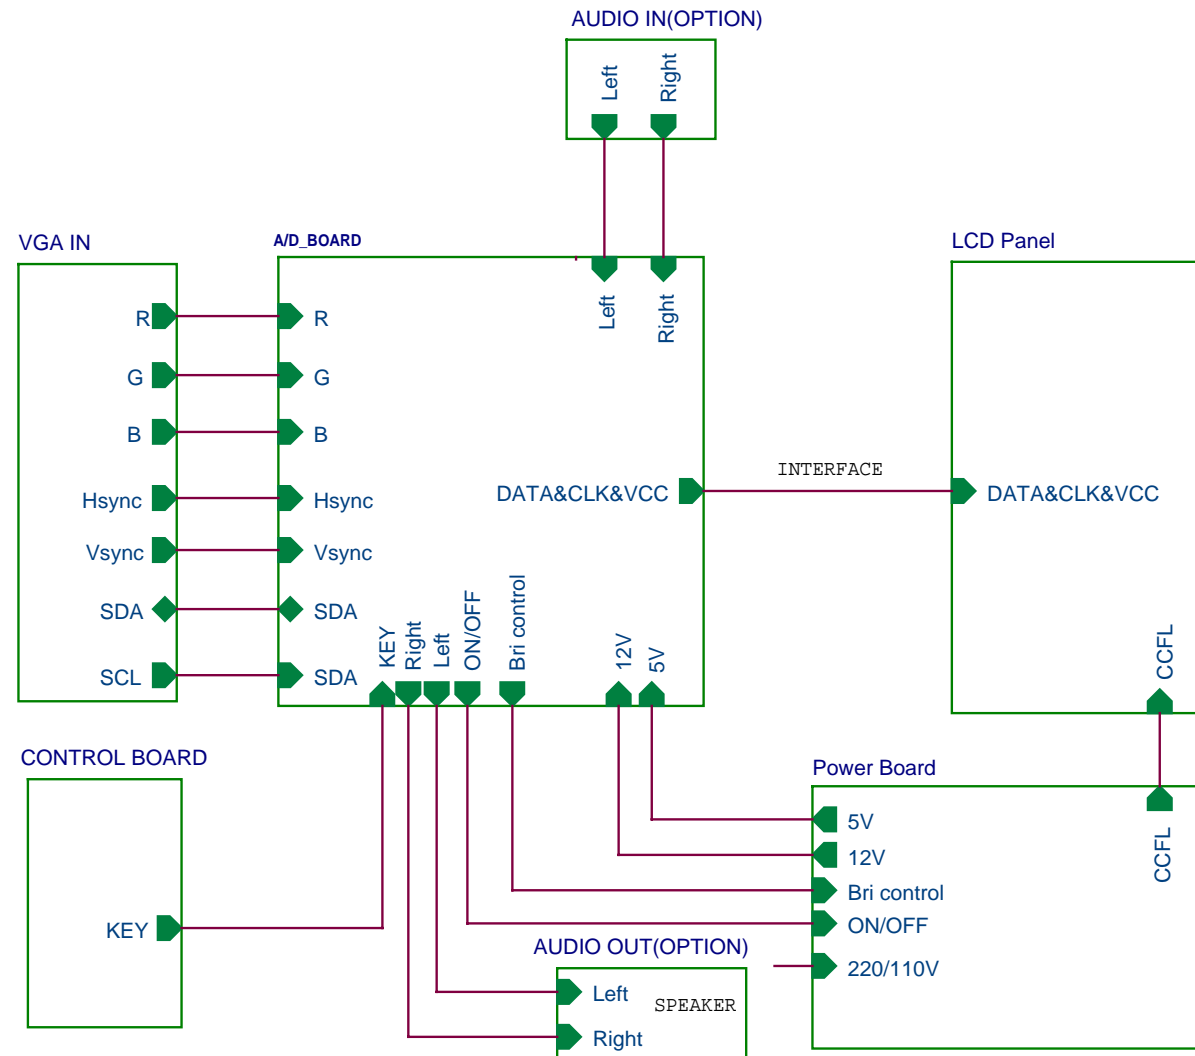 AUDIO IN(OPTION)
Left
Right
VGA IN
R
G
B
Hsync
Vsync
SDA
SCL
A/D_BOARD
Left
Right
R
G
B
Hsync
Vsync
SDA
SDA
DATA&CLK&VCC
KEY
Right
Left
ON/OFF
Bri control
12V
5V
INTERFACE
LCD Panel
DATA&CLK&VCC
CCFL
CONTROL BOARD
KEY
Power Board
5V
12V
Bri control
ON/OFF
220/110V
CCFL
AUDIO OUT(OPTION)
Left
SPEAKER
Right